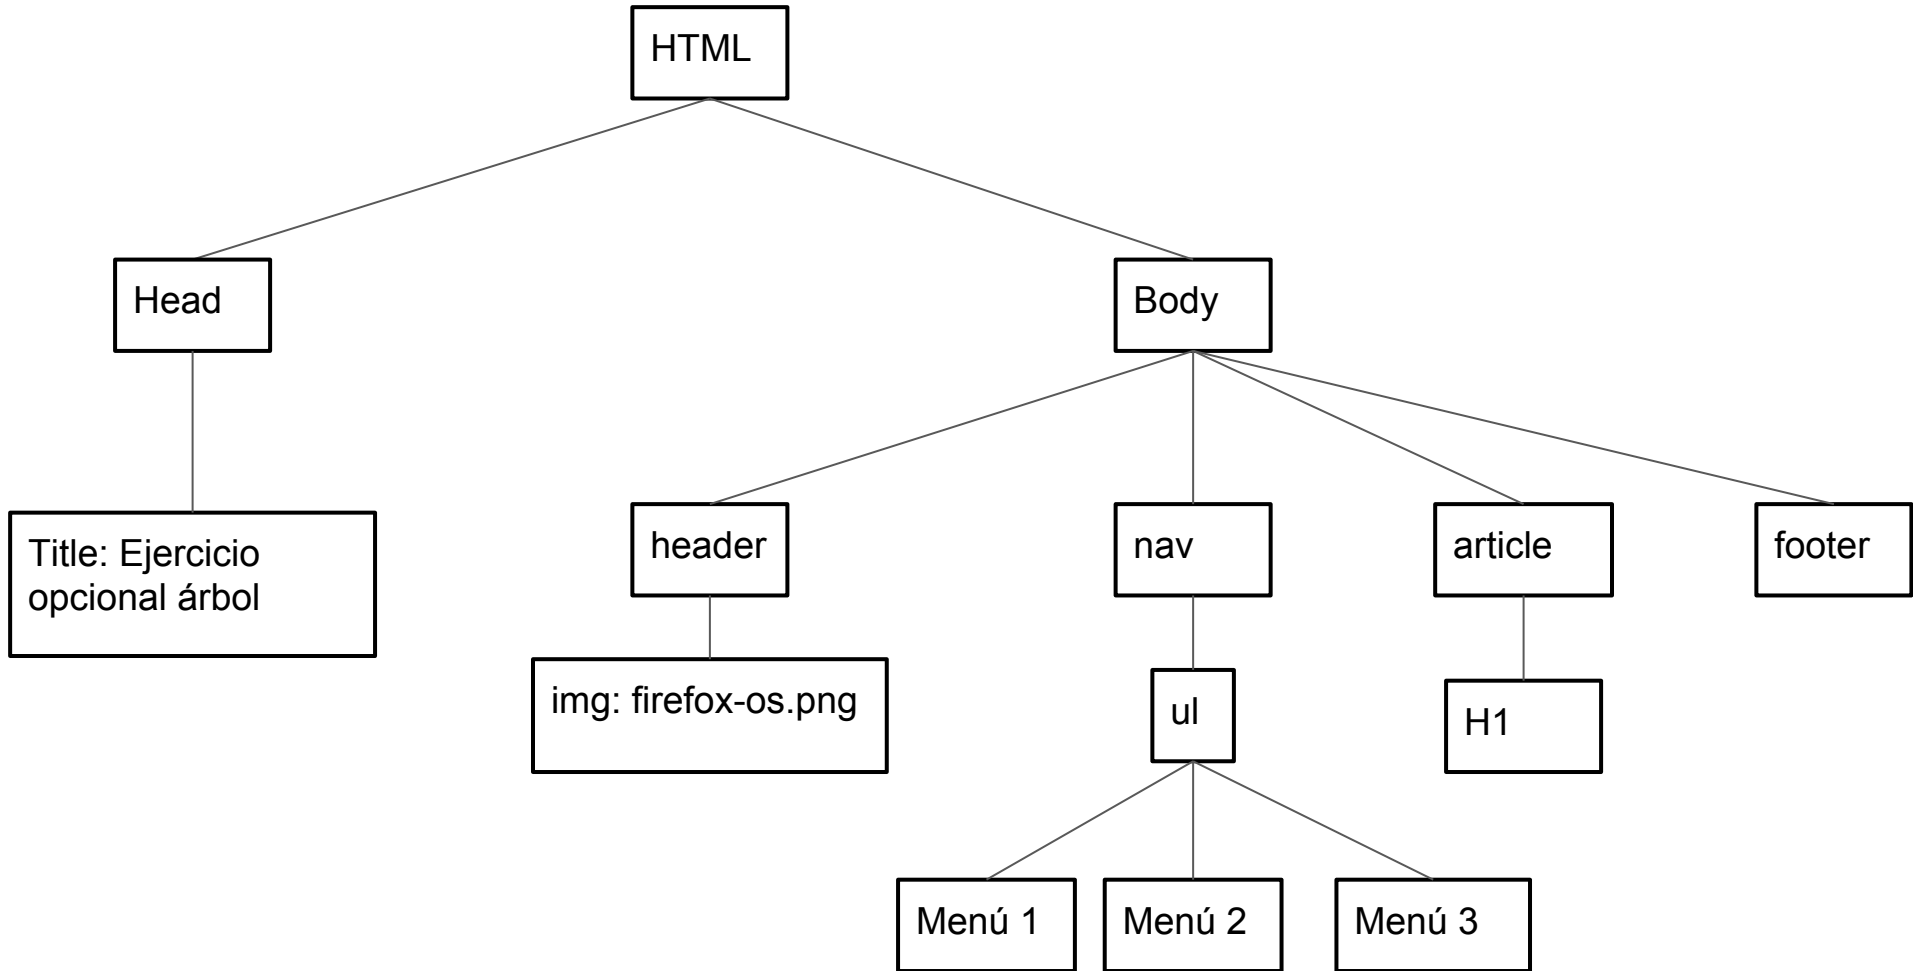 HTML
Head
Body
Title: Ejercicio
opcional árbol
header
nav
article
footer
img: firefox-os.png
ul
H1
Menú 1
Menú 2
Menú 3